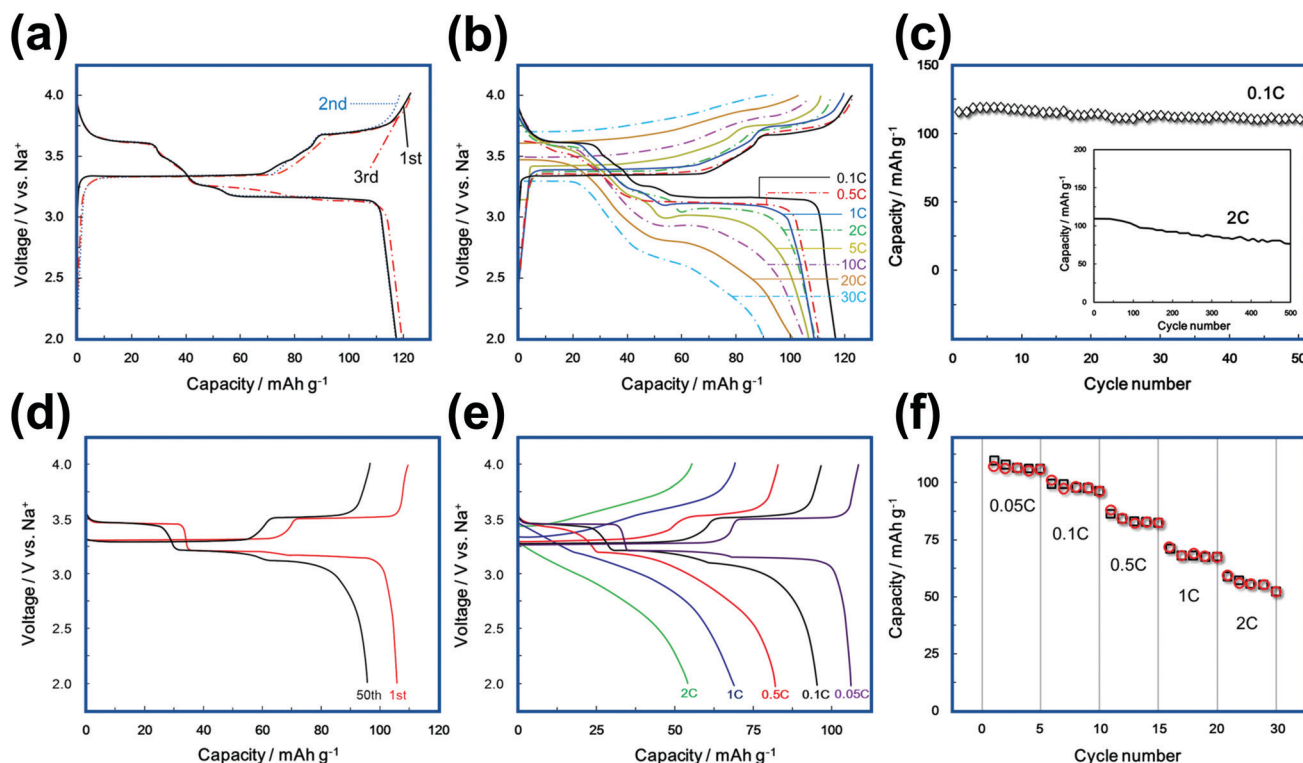 (a)
4.0
3.5
3.0
2.5
2.0
Voltage / V vs. Na⁺
2nd
1st
3rd
0 20 40 60 80 100 120
Capacity / mAh g⁻¹
(b)
4.0
3.5
3.0
2.5
2.0
Voltage / V vs. Na⁺
0.1C
0.5C
1C
2C
5C
10C
20C
30C
0 20 40 60 80 100 120
Capacity / mAh g⁻¹
(c)
150
125
100
75
50
25
0
Capacity / mAh g⁻¹
0.1C
200
150
100
50
0
Capacity / mAh g⁻¹
2C
0 100 200 300 400 500
Cycle number
0 10 20 30 40 50
Cycle number
(d)
4.0
3.5
3.0
2.5
2.0
Voltage / V vs. Na⁺
50th 1st
0 20 40 60 80 100 120
Capacity / mAh g⁻¹
(e)
4.0
3.5
3.0
2.5
2.0
Voltage / V vs. Na⁺
2C 1C 0.5C 0.1C 0.05C
0 25 50 75 100
Capacity / mAh g⁻¹
(f)
100
75
50
25
0
Capacity / mAh g⁻¹
0.05C
0.1C
0.5C
1C
2C
0 5 10 15 20 25 30
Cycle number